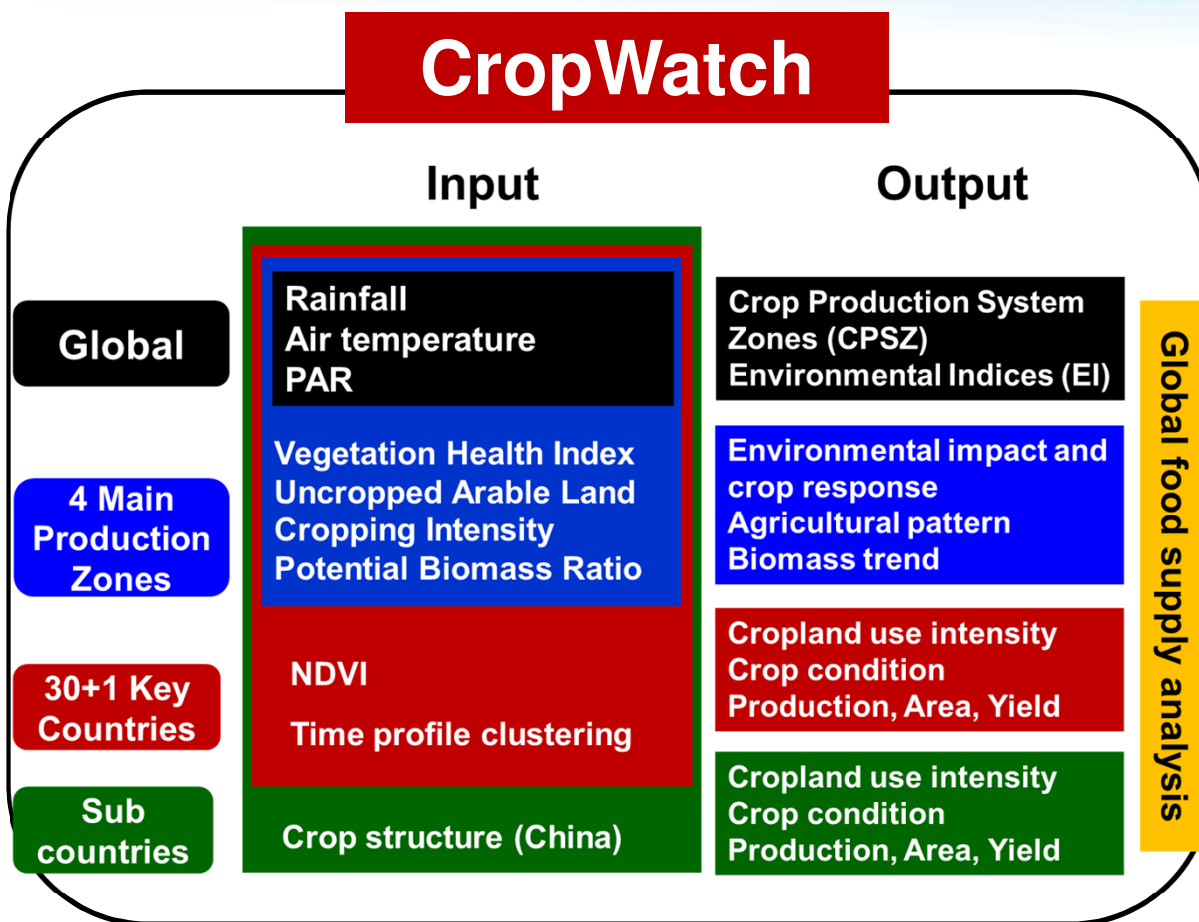 CropWatch
Input
Output
Global
Rainfall
Air temperature
PAR
Crop Production System
Zones (CPSZ)
Environmental Indices (EI)
4 Main
Production
Zones
Vegetation Health Index
Uncropped Arable Land
Cropping Intensity
Potential Biomass Ratio
Environmental impact and
crop response
Agricultural pattern
Biomass trend
30+1 Key
Countries
NDVI
Time profile clustering
Cropland use intensity
Crop condition
Production, Area, Yield
Sub
countries
Crop structure (China)
Cropland use intensity
Crop condition
Production, Area, Yield
Global food supply analysis